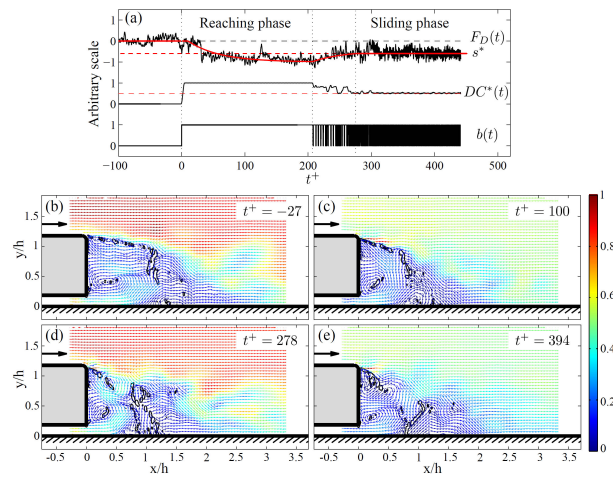 (a) Reaching phase Sliding phase
F_D(t)
s*
DC*(t)
b(t)
Arbitrary scale
1
0
-1
1
0
1
0
-100 0 100 200 300 400 500
t+
(b) t+ = -27
(c) t+ = 100
y/h
1.5
1
0.5
0
1
0.8
0.6
0.4
0.2
0
(d) t+ = 278
(e) t+ = 394
y/h
1.5
1
0.5
0
-0.5 0 0.5 1 1.5 2 2.5 3 3.5
x/h
-0.5 0 0.5 1 1.5 2 2.5 3 3.5
x/h